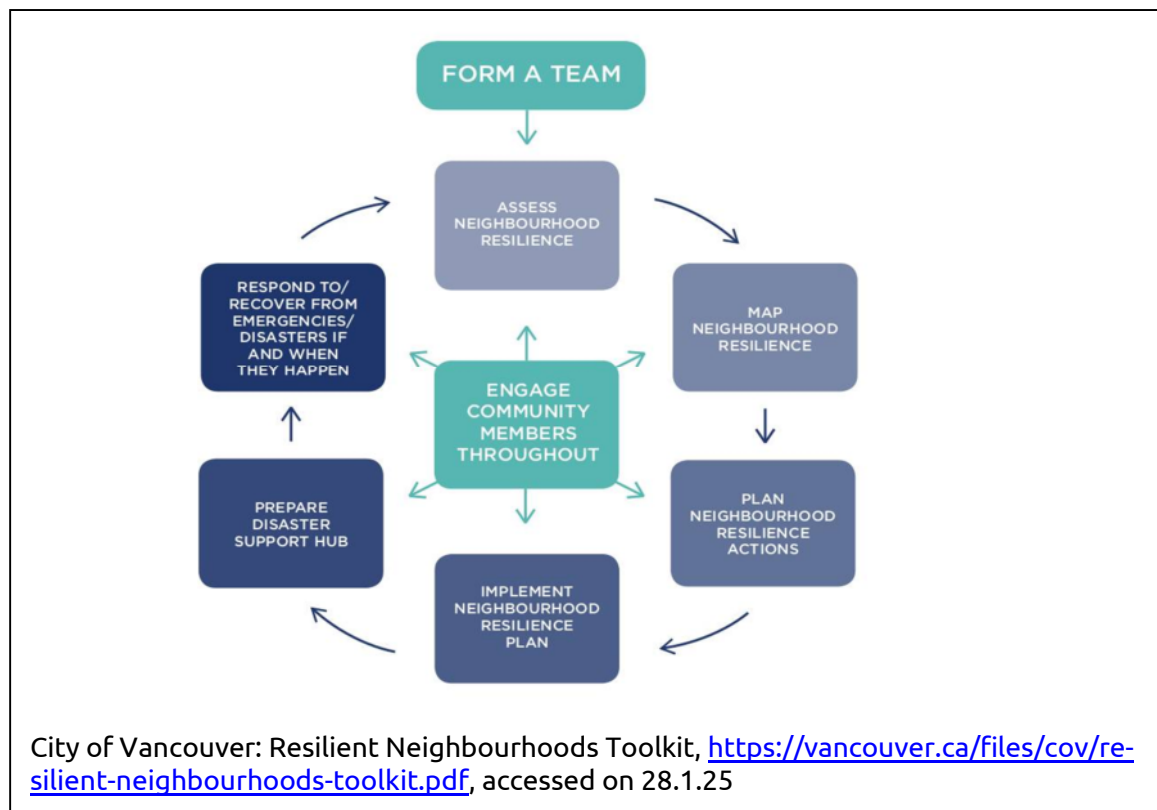 FORM A TEAM
ASSESS
NEIGHBOURHOOD
RESILIENCE
MAP
NEIGHBOURHOOD
RESILIENCE
PLAN
NEIGHBOURHOOD
RESILIENCE
ACTIONS
IMPLEMENT
NEIGHBOURHOOD
RESILIENCE
PLAN
PREPARE
DISASTER
SUPPORT HUB
RESPOND TO/
RECOVER FROM
EMERGENCIES/
DISASTERS IF
AND WHEN
THEY HAPPEN
ENGAGE
COMMUNITY
MEMBERS
THROUGHOUT
City of Vancouver: Resilient Neighbourhoods Toolkit, https://vancouver.ca/files/cov/re-
silient-neighbourhoods-toolkit.pdf, accessed on 28.1.25